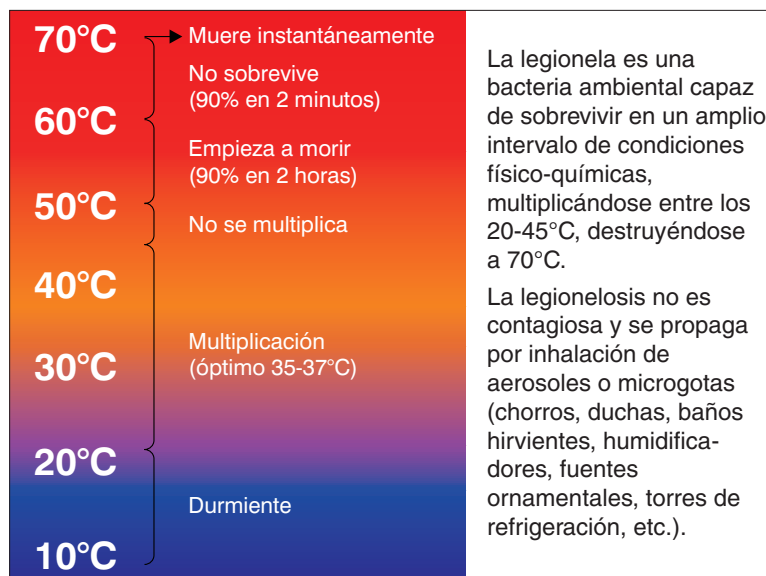 70°C
Muere instantáneamente
No sobrevive
(90% en 2 minutos)
60°C
Empieza a morir
(90% en 2 horas)
50°C
No se multiplica
40°C
Multiplicación
(óptimo 35-37°C)
30°C
20°C
Durmiente
10°C
La legionela es una
bacteria ambiental capaz
de sobrevivir en un amplio
intervalo de condiciones
físico-químicas,
multiplicándose entre los
20-45°C, destruyéndose
a 70°C.
La legionelosis no es
contagiosa y se propaga
por inhalación de
aerosoles o microgotas
(chorros, duchas, baños
hirvientes, humidifica-
dores, fuentes
ornamentales, torres de
refrigeración, etc.).